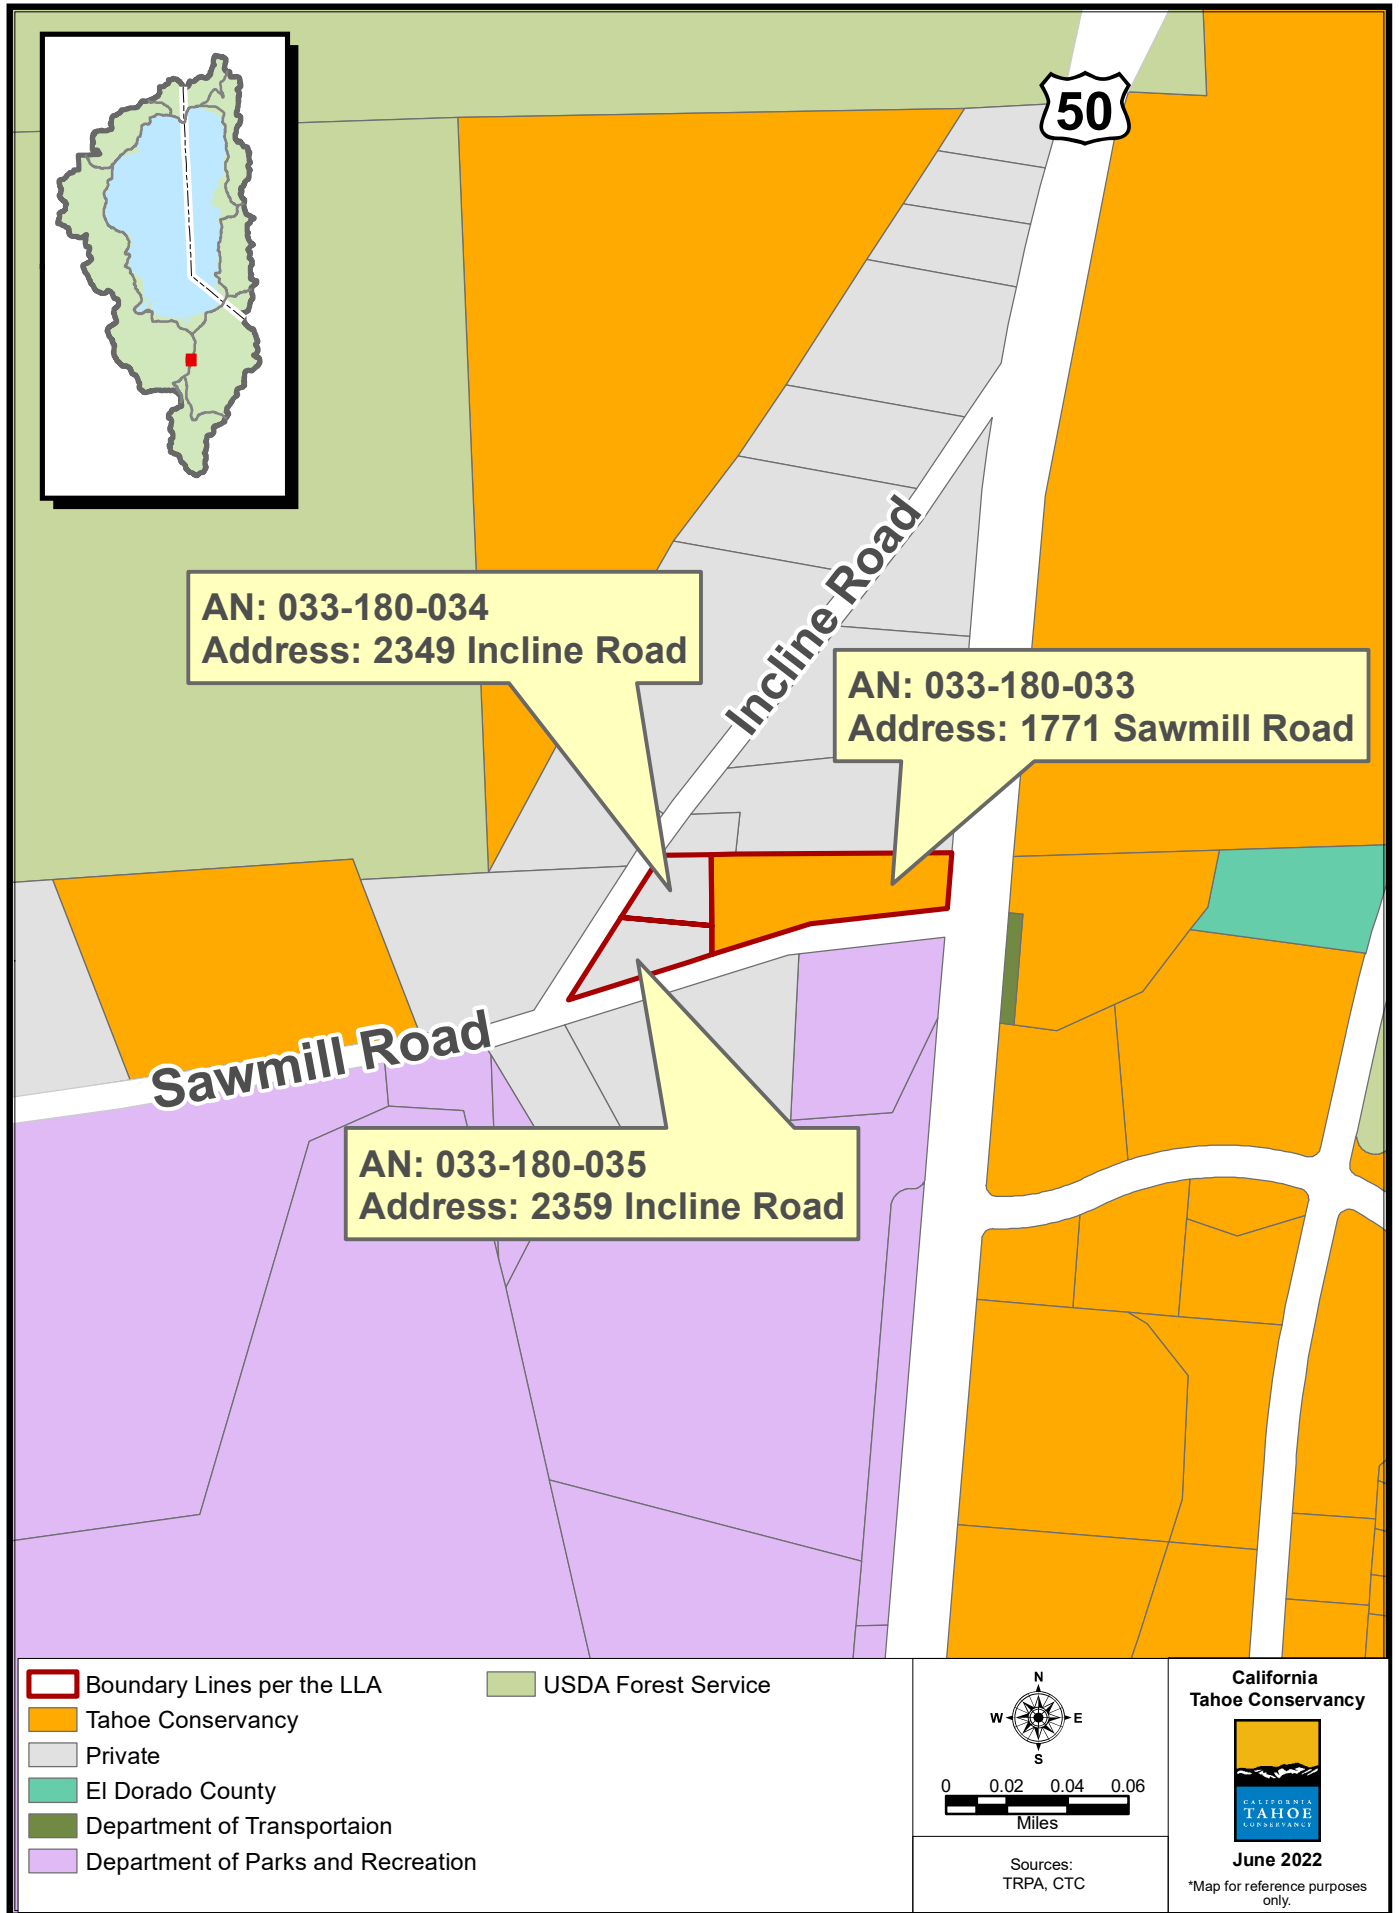 50
AN: 033-180-034
Address: 2349 Incline Road
Incline Road
AN: 033-180-033
Address: 1771 Sawmill Road
Sawmill Road
AN: 033-180-035
Address: 2359 Incline Road
Boundary Lines per the LLA
Tahoe Conservancy
Private
El Dorado County
Department of Transportaion
Department of Parks and Recreation
USDA Forest Service
N
W E
S
0 0.02 0.04 0.06
Miles
Sources:
TRPA, CTC
California
Tahoe Conservancy
CALIFORNIA
TAHOE
CONSERVANCY
June 2022
*Map for reference purposes
only.